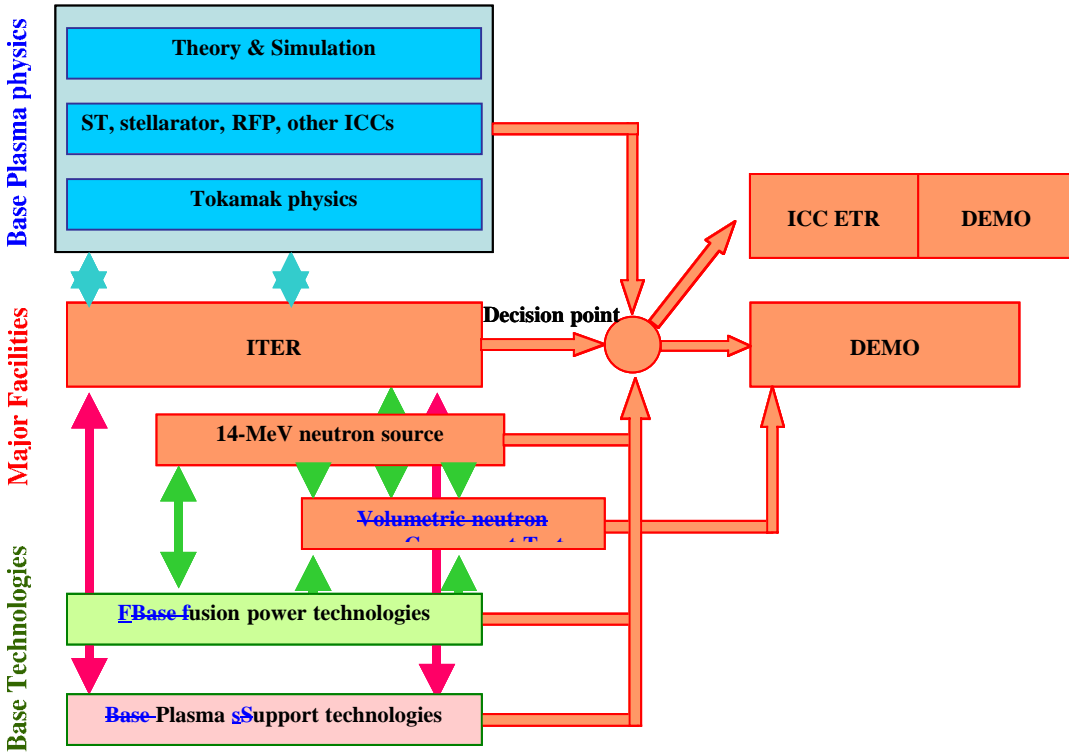 Base Plasma physics
Theory & Simulation
ST, stellarator, RFP, other ICCs
Tokamak physics
ICC ETR
DEMO
Major Facilities
Decision point
ITER
DEMO
14-MeV neutron source
Volumetric neutron
Base Technologies
FBase fusion power technologies
Base Plasma sSupport technologies